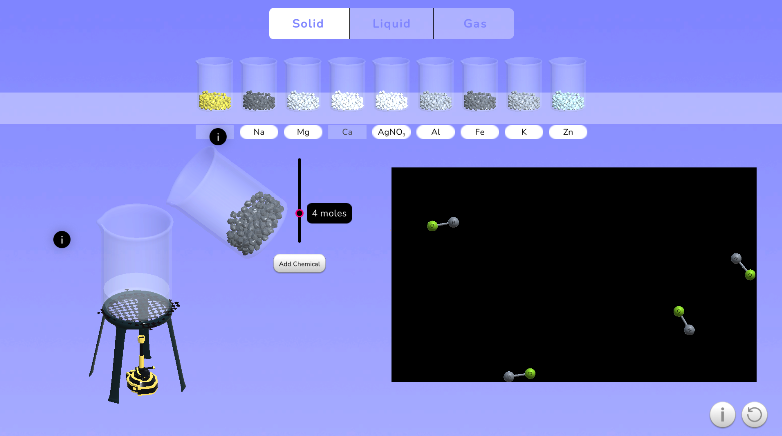 Solid
Liquid
Gas
Na
Mg
Ca
AgNO₃
Al
Fe
K
Zn
i
i
4 moles
Add Chemical
i